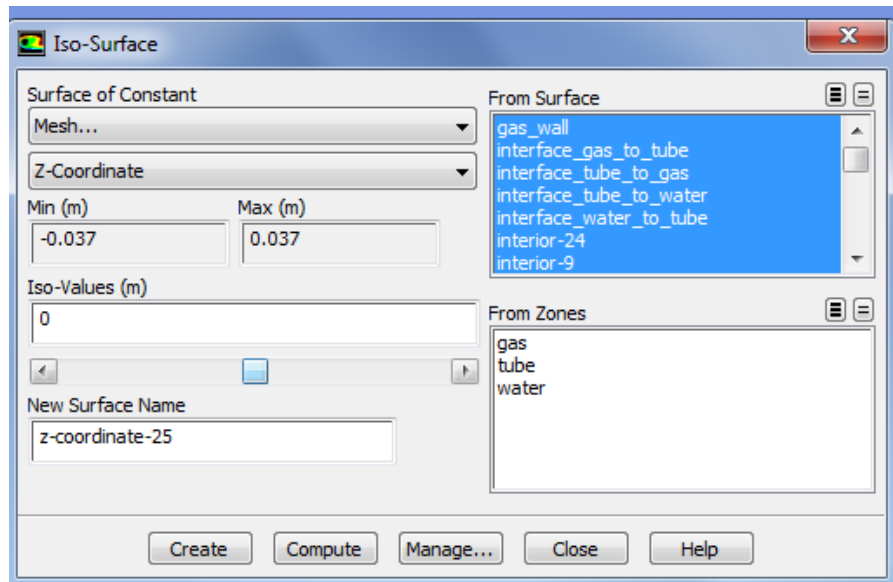 Iso-Surface
Surface of Constant
Mesh...
Z-Coordinate
Min (m)
Max (m)
-0.037
0.037
Iso-Values (m)
0
New Surface Name
z-coordinate-25
From Surface
gas_wall
interface_gas_to_tube
interface_tube_to_gas
interface_tube_to_water
interface_water_to_tube
interior-24
interior-9
From Zones
gas
tube
water
Create
Compute
Manage...
Close
Help